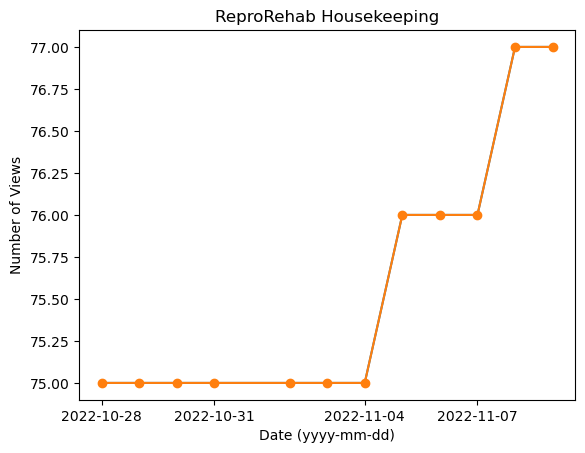 ReproRehab Housekeeping
Number of Views
77.00
76.75
76.50
76.25
76.00
75.75
75.50
75.25
75.00
2022-10-28 2022-10-31 2022-11-04 2022-11-07
Date (yyyy-mm-dd)